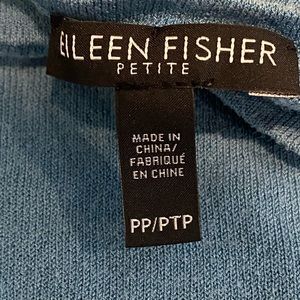 EILEEN FISHER
PETITE
MADE IN
CHINA/
FABRIQUÉ
EN CHINE
PP/PTP